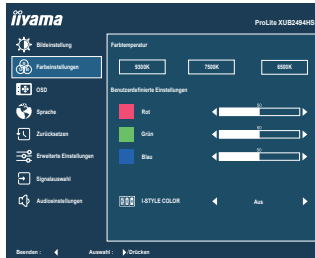 iiyama
ProLite XUB2494HS
Bildeinstellung
Farbeinstellungen
OSD
Sprache
Zurücksetzen
Erweiterte Einstellungen
Signalauswahl
Audioeinstellungen
Farbtemperatur
9300K 7500K 6500K
Benutzerdefinierte Einstellungen
Rot 50
Grün 50
Blau 50
I-STYLE COLOR Aus
Beenden : Auswahl : /Drücken